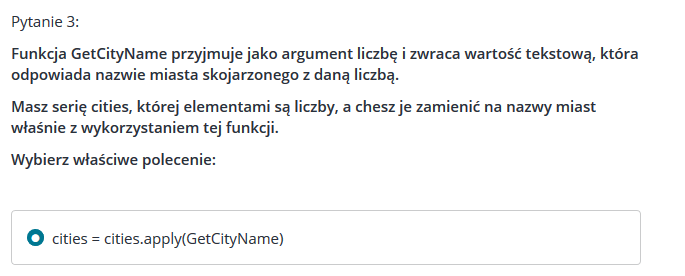 Pytanie 3:
Funkcja GetCityName przyjmuje jako argument liczbę i zwraca wartość tekstową, która
odpowiada nazwie miasta skojarzonego z daną liczbą.
Masz serię cities, której elementami są liczby, a chesz je zamienić na nazwy miast
właśnie z wykorzystaniem tej funkcji.
Wybierz właściwe polecenie:
cities = cities.apply(GetCityName)